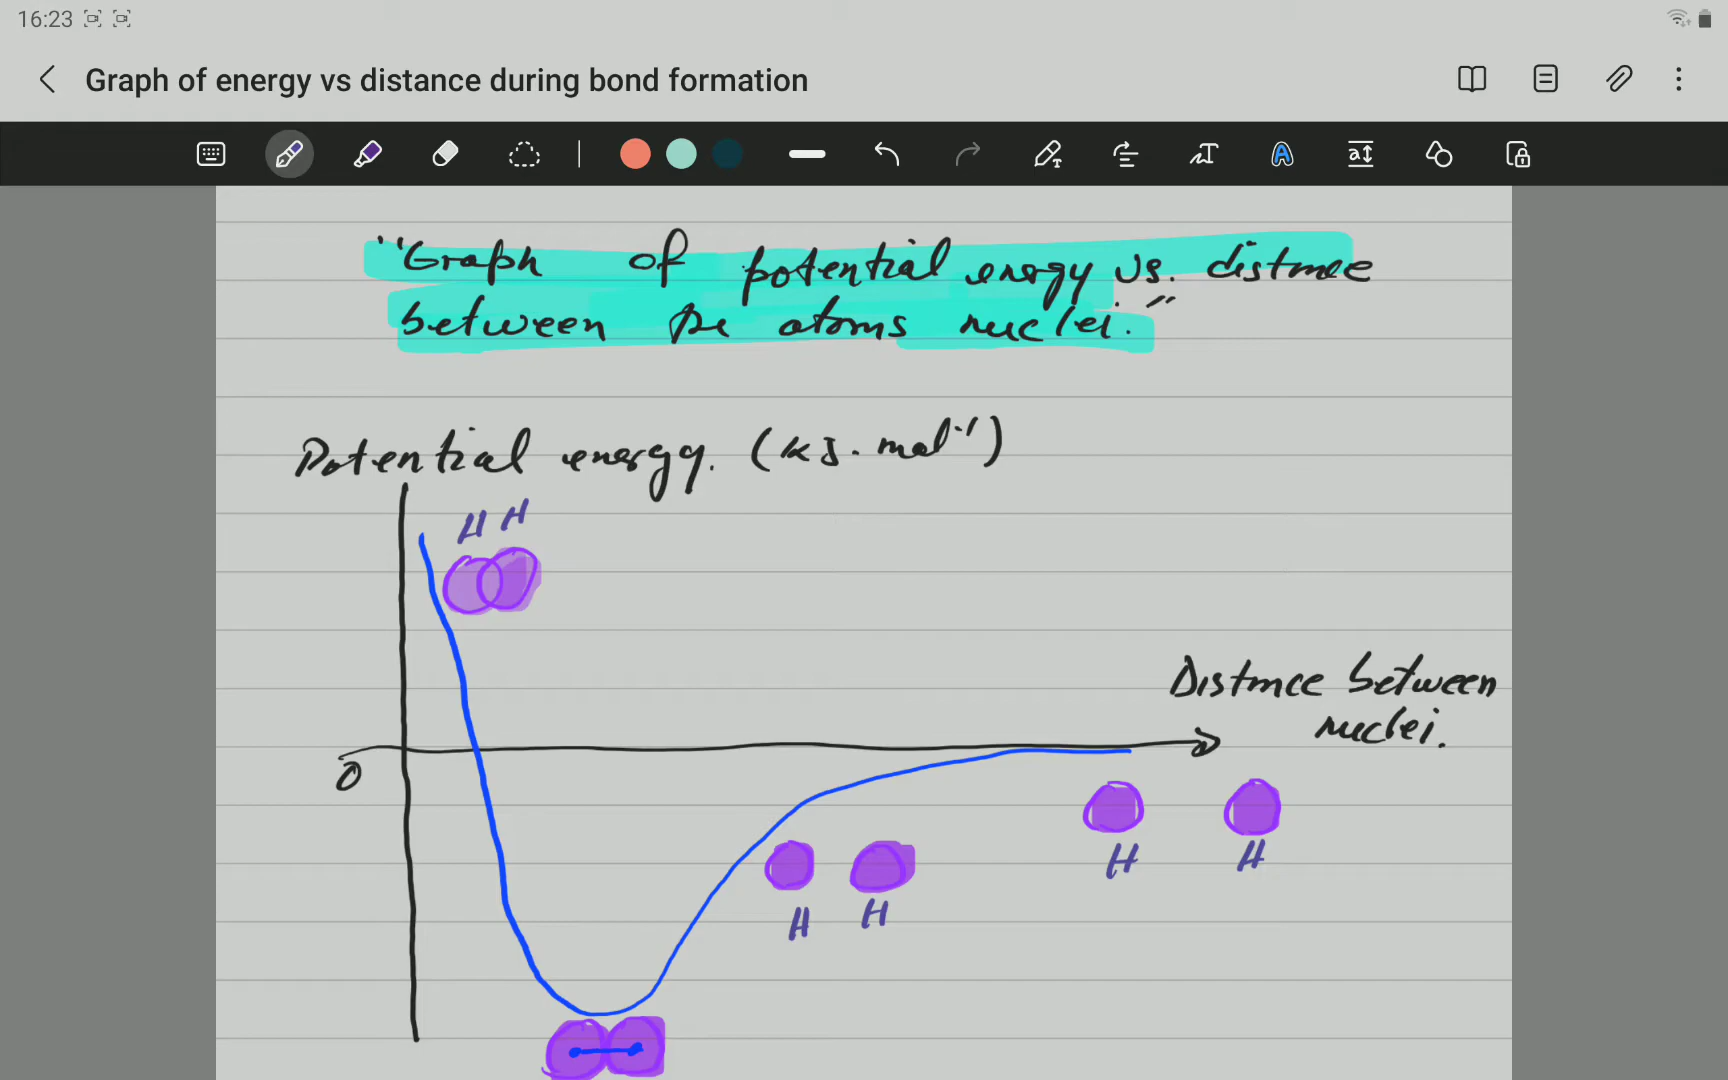 16:23
Graph of energy vs distance during bond formation
"Graph of potential energy vs. distance
between the atoms nuclei."
Potential energy. (kJ.mol⁻¹)
H H
Distance between
nuclei.
0
H H
H H